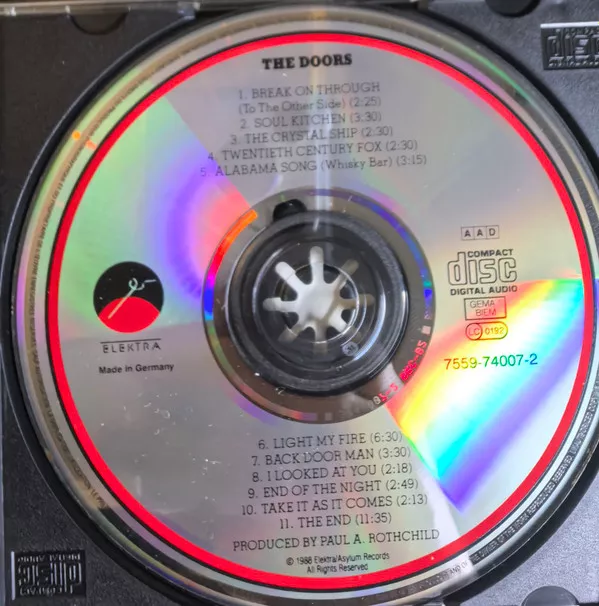 THE DOORS
1. BREAK ON THROUGH
(To The Other Side) (2:25)
2. SOUL KITCHEN (3:30)
3. THE CRYSTAL SHIP (2:30)
4. TWENTIETH CENTURY FOX (2:30)
5. ALABAMA SONG (Whisky Bar) (3:15)
AAD
COMPACT
disc
DIGITAL AUDIO
GEMA
BIEM
LC 0192
7559-74007-2
ELEKTRA
Made in Germany
6. LIGHT MY FIRE (6:30)
7. BACK DOOR MAN (3:30)
8. I LOOKED AT YOU (2:18)
9. END OF THE NIGHT (2:49)
10. TAKE IT AS IT COMES (2:13)
11. THE END (11:35)
PRODUCED BY PAUL A. ROTHCHILD
© 1988 Elektra/Asylum Records
All Rights Reserved
disc